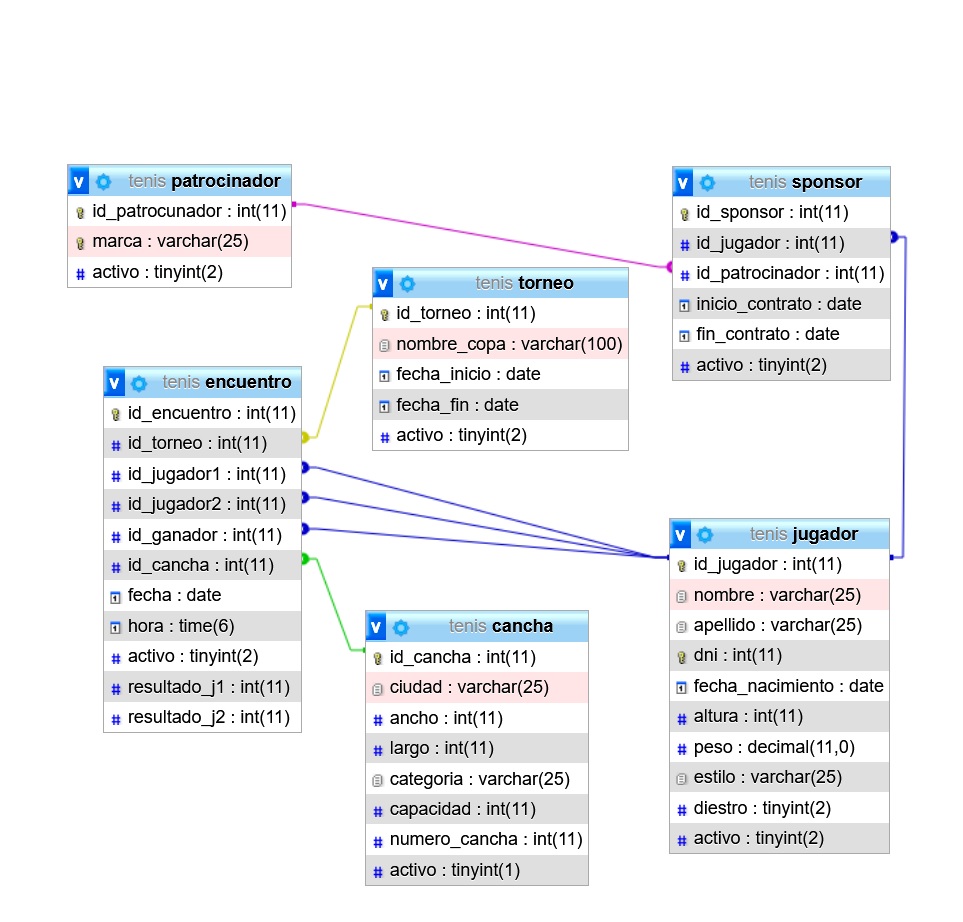 v tenis patrocinador
id_patrocunador : int(11)
marca : varchar(25)
activo : tinyint(2)
v tenis sponsor
id_sponsor : int(11)
id_jugador : int(11)
id_patrocinador : int(11)
inicio_contrato : date
fin_contrato : date
activo : tinyint(2)
v tenis torneo
id_torneo : int(11)
nombre_copa : varchar(100)
fecha_inicio : date
fecha_fin : date
activo : tinyint(2)
v tenis encuentro
id_encuentro : int(11)
id_torneo : int(11)
id_jugador1 : int(11)
id_jugador2 : int(11)
id_ganador : int(11)
id_cancha : int(11)
fecha : date
hora : time(6)
activo : tinyint(2)
resultado_j1 : int(11)
resultado_j2 : int(11)
v tenis cancha
id_cancha : int(11)
ciudad : varchar(25)
ancho : int(11)
largo : int(11)
categoria : varchar(25)
capacidad : int(11)
numero_cancha : int(11)
activo : tinyint(1)
v tenis jugador
id_jugador : int(11)
nombre : varchar(25)
apellido : varchar(25)
dni : int(11)
fecha_nacimiento : date
altura : int(11)
peso : decimal(11,0)
estilo : varchar(25)
diestro : tinyint(2)
activo : tinyint(2)